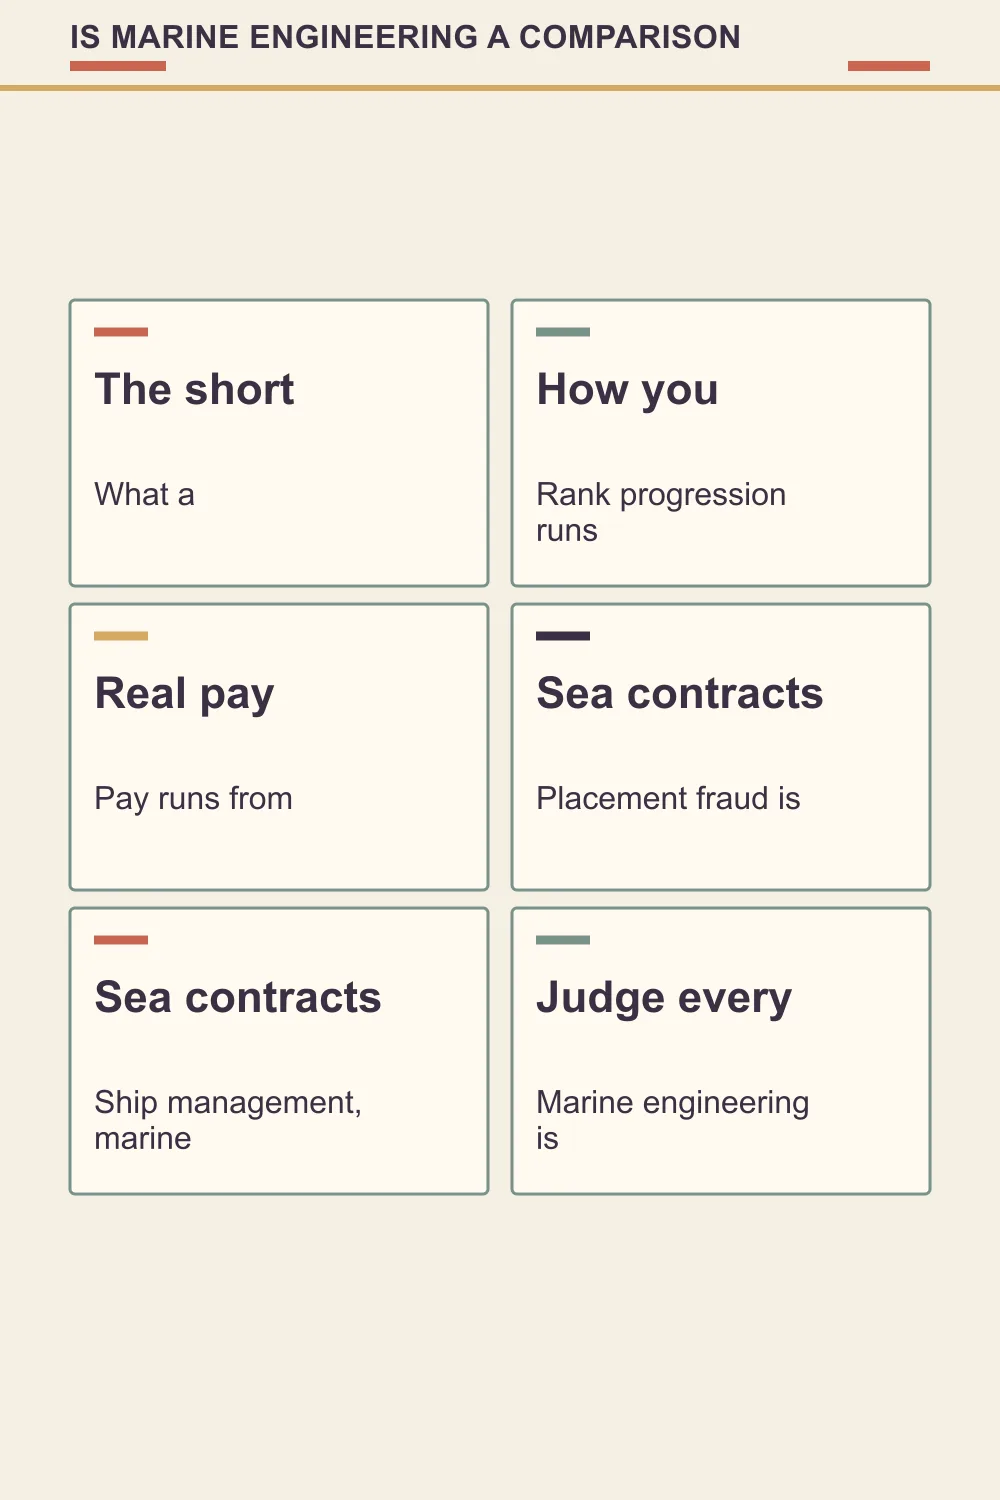 IS MARINE ENGINEERING A COMPARISON
The short
What a
How you
Rank progression
runs
Real pay
Pay runs from
Sea contracts
Placement fraud is
Sea contracts
Ship management,
marine
Judge every
Marine engineering
is